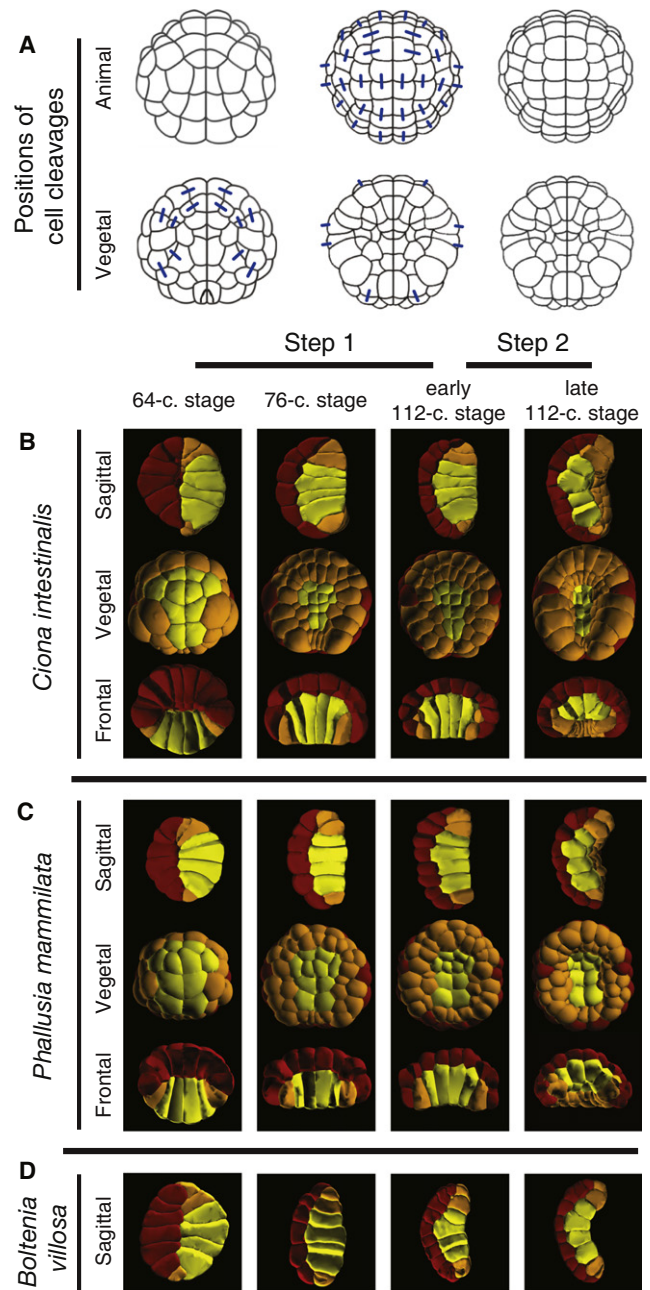 A
Positions of
cell cleavages
Animal
Vegetal
Step 1
Step 2
64-c. stage
76-c. stage
early
112-c. stage
late
112-c. stage
B
Ciona intestinalis
Sagittal
Vegetal
Frontal
C
Phallusia mammilata
Sagittal
Vegetal
Frontal
D
Boltenia
villosa
Sagittal